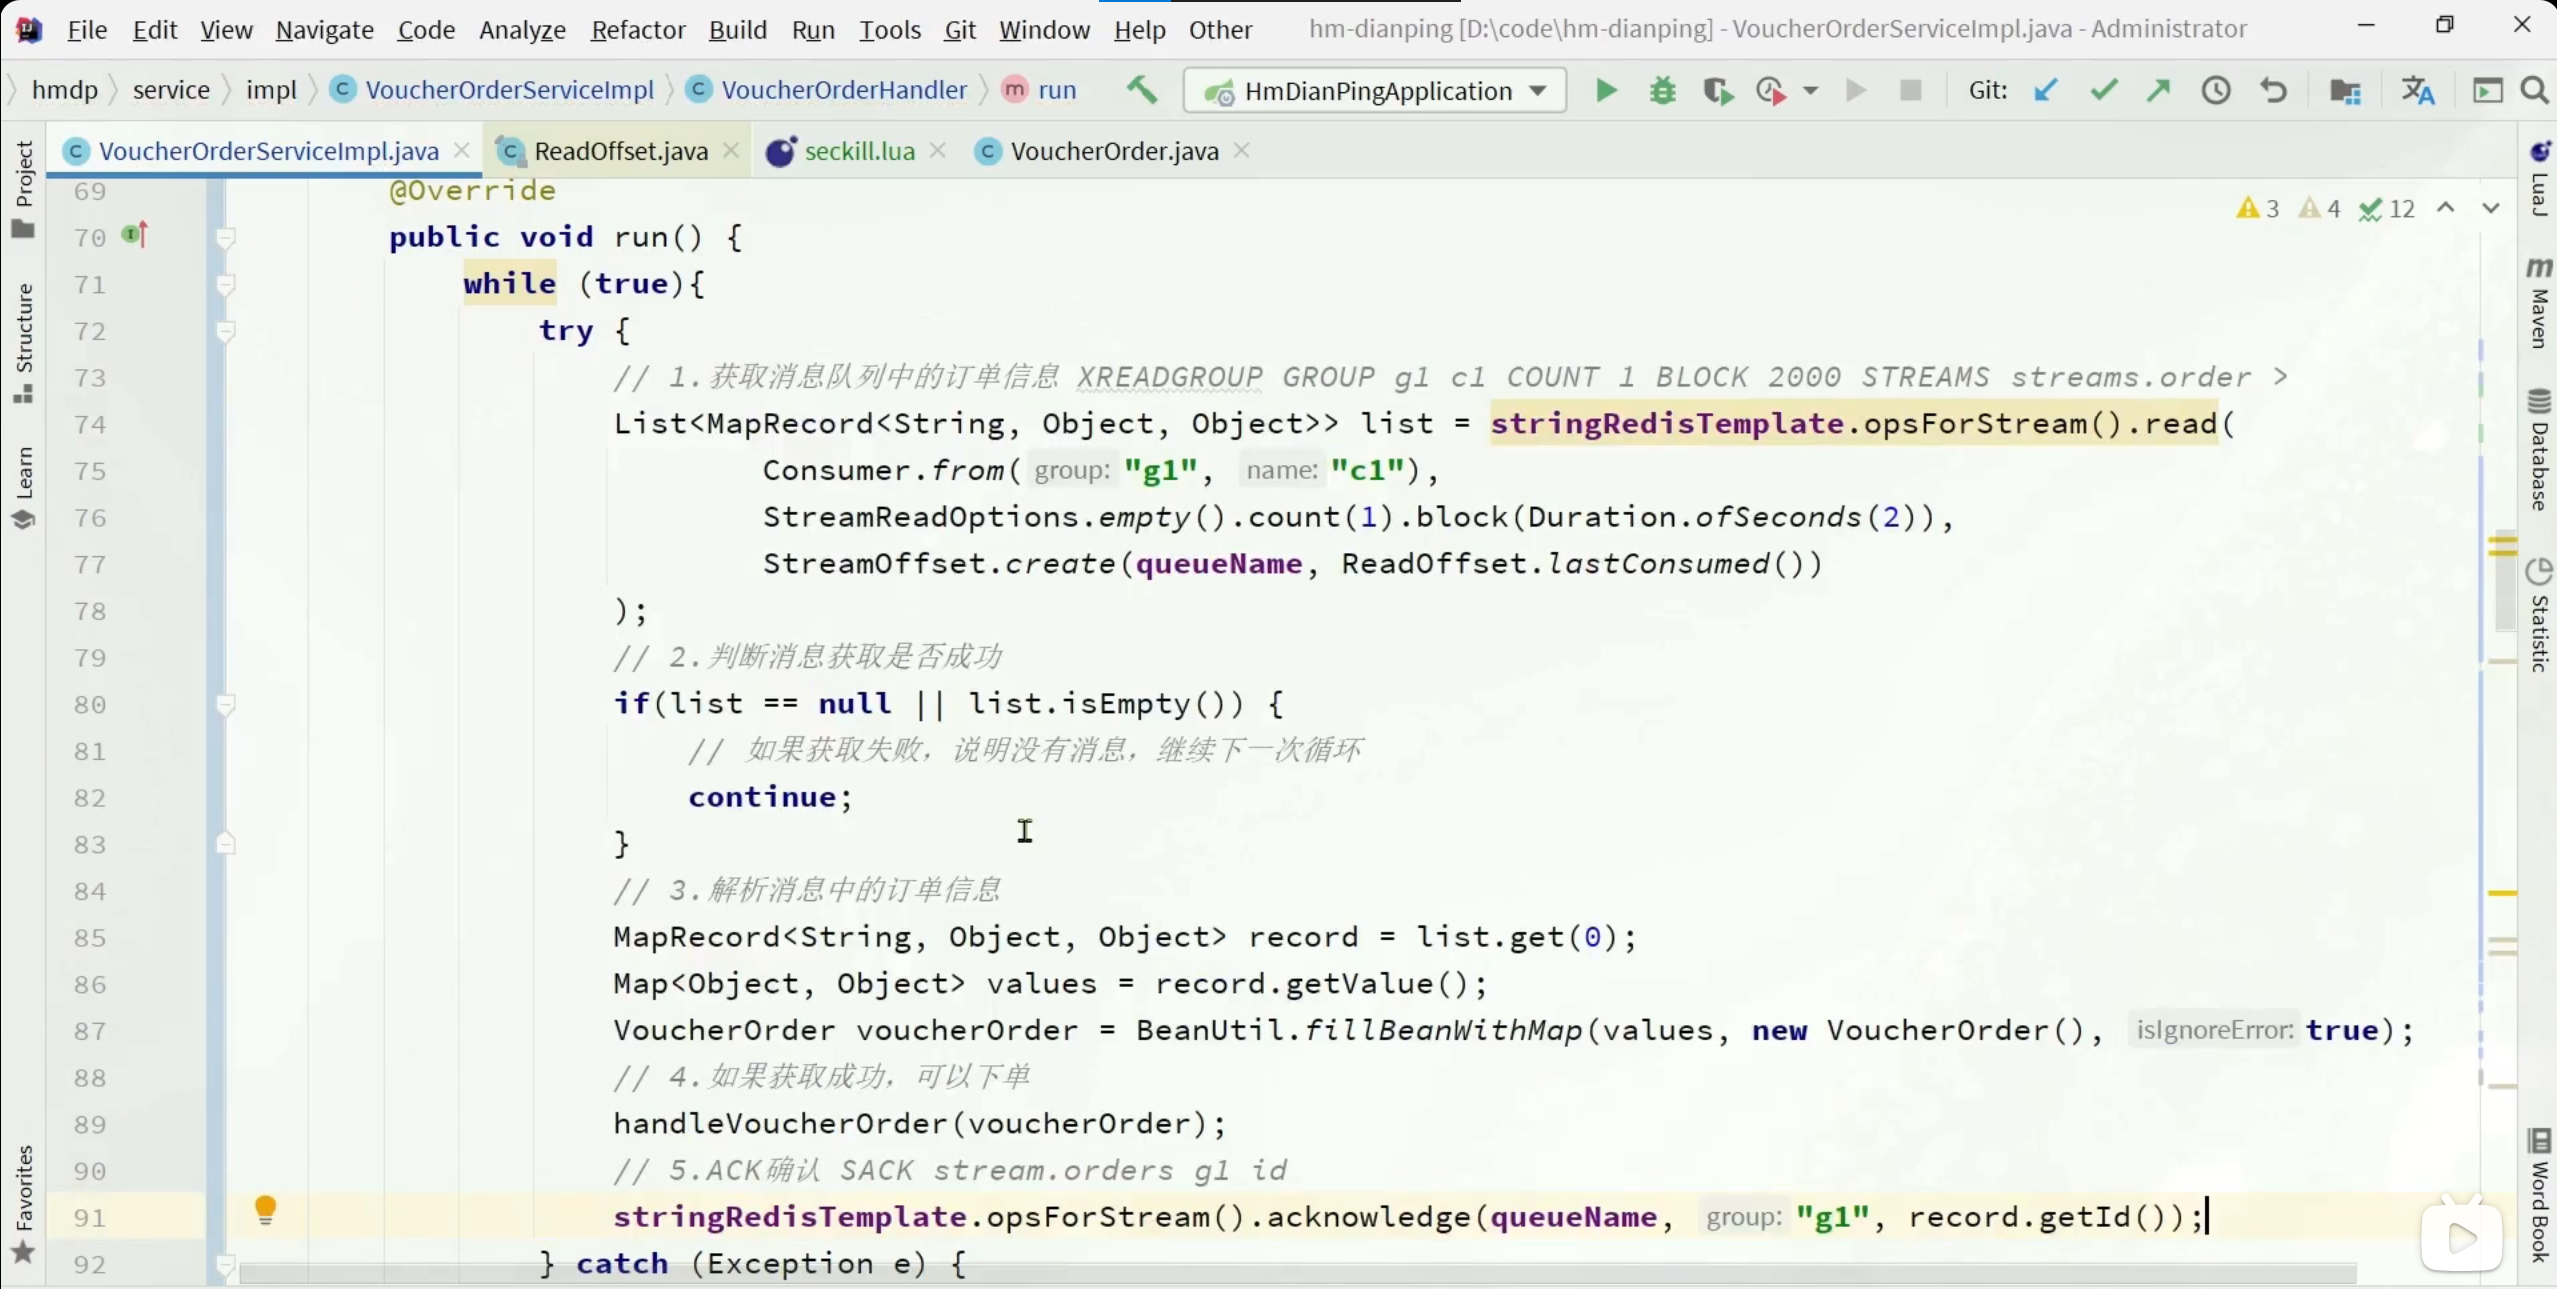 File Edit View Navigate Code Analyze Refactor Build Run Tools Git Window Help Other hm-dianping [D:\code\hm-dianping] - VoucherOrderServiceImpl.java - Administrator
hmdp service impl VoucherOrderServiceImpl VoucherOrderHandler run HmDianPingApplication Git:
VoucherOrderServiceImpl.java ReadOffset.java seckill.lua VoucherOrder.java
3 4 12
69 @Override
70 public void run() {
71 while (true){
72 try {
73 // 1.获取消息队列中的订单信息 XREADGROUP GROUP g1 c1 COUNT 1 BLOCK 2000 STREAMS streams.order >
74 List<MapRecord<String, Object, Object>> list = stringRedisTemplate.opsForStream().read(
75 Consumer.from( group: "g1", name: "c1"),
76 StreamReadOptions.empty().count(1).block(Duration.ofSeconds(2)),
77 StreamOffset.create(queueName, ReadOffset.lastConsumed())
78 );
79 // 2.判断消息获取是否成功
80 if(list == null || list.isEmpty()) {
81 // 如果获取失败，说明没有消息，继续下一次循环
82 continue;
83 }
84 // 3.解析消息中的订单信息
85 MapRecord<String, Object, Object> record = list.get(0);
86 Map<Object, Object> values = record.getValue();
87 VoucherOrder voucherOrder = BeanUtil.fillBeanWithMap(values, new VoucherOrder(), isIgnoreError: true);
88 // 4.如果获取成功，可以下单
89 handleVoucherOrder(voucherOrder);
90 // 5.ACK确认 SACK stream.orders g1 id
91 stringRedisTemplate.opsForStream().acknowledge(queueName, group: "g1", record.getId());
92 } catch (Exception e) {
Project
Structure
Learn
Favorites
LuaJ
Maven
Database
Statistic
Word Book